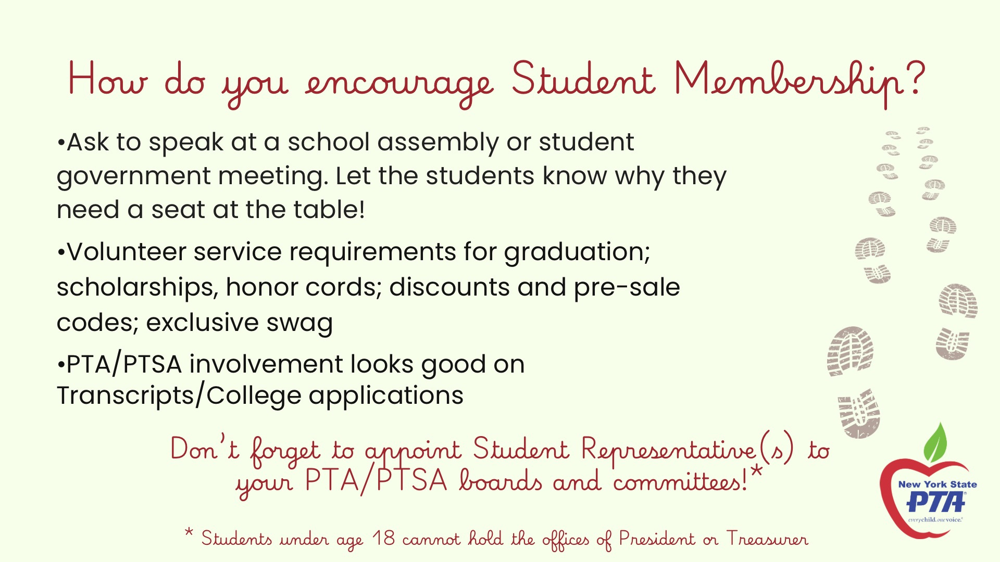 How do you encourage Student Membership?
•Ask to speak at a school assembly or student
government meeting. Let the students know why they
need a seat at the table!
•Volunteer service requirements for graduation;
scholarships, honor cords; discounts and pre-sale
codes; exclusive swag
•PTA/PTSA involvement looks good on
Transcripts/College applications
Don't forget to appoint Student Representative(s) to
your PTA/PTSA boards and committees!*
* Students under age 18 cannot hold the offices of President or Treasurer
New York State
PTA®
everychild.onevoice.®